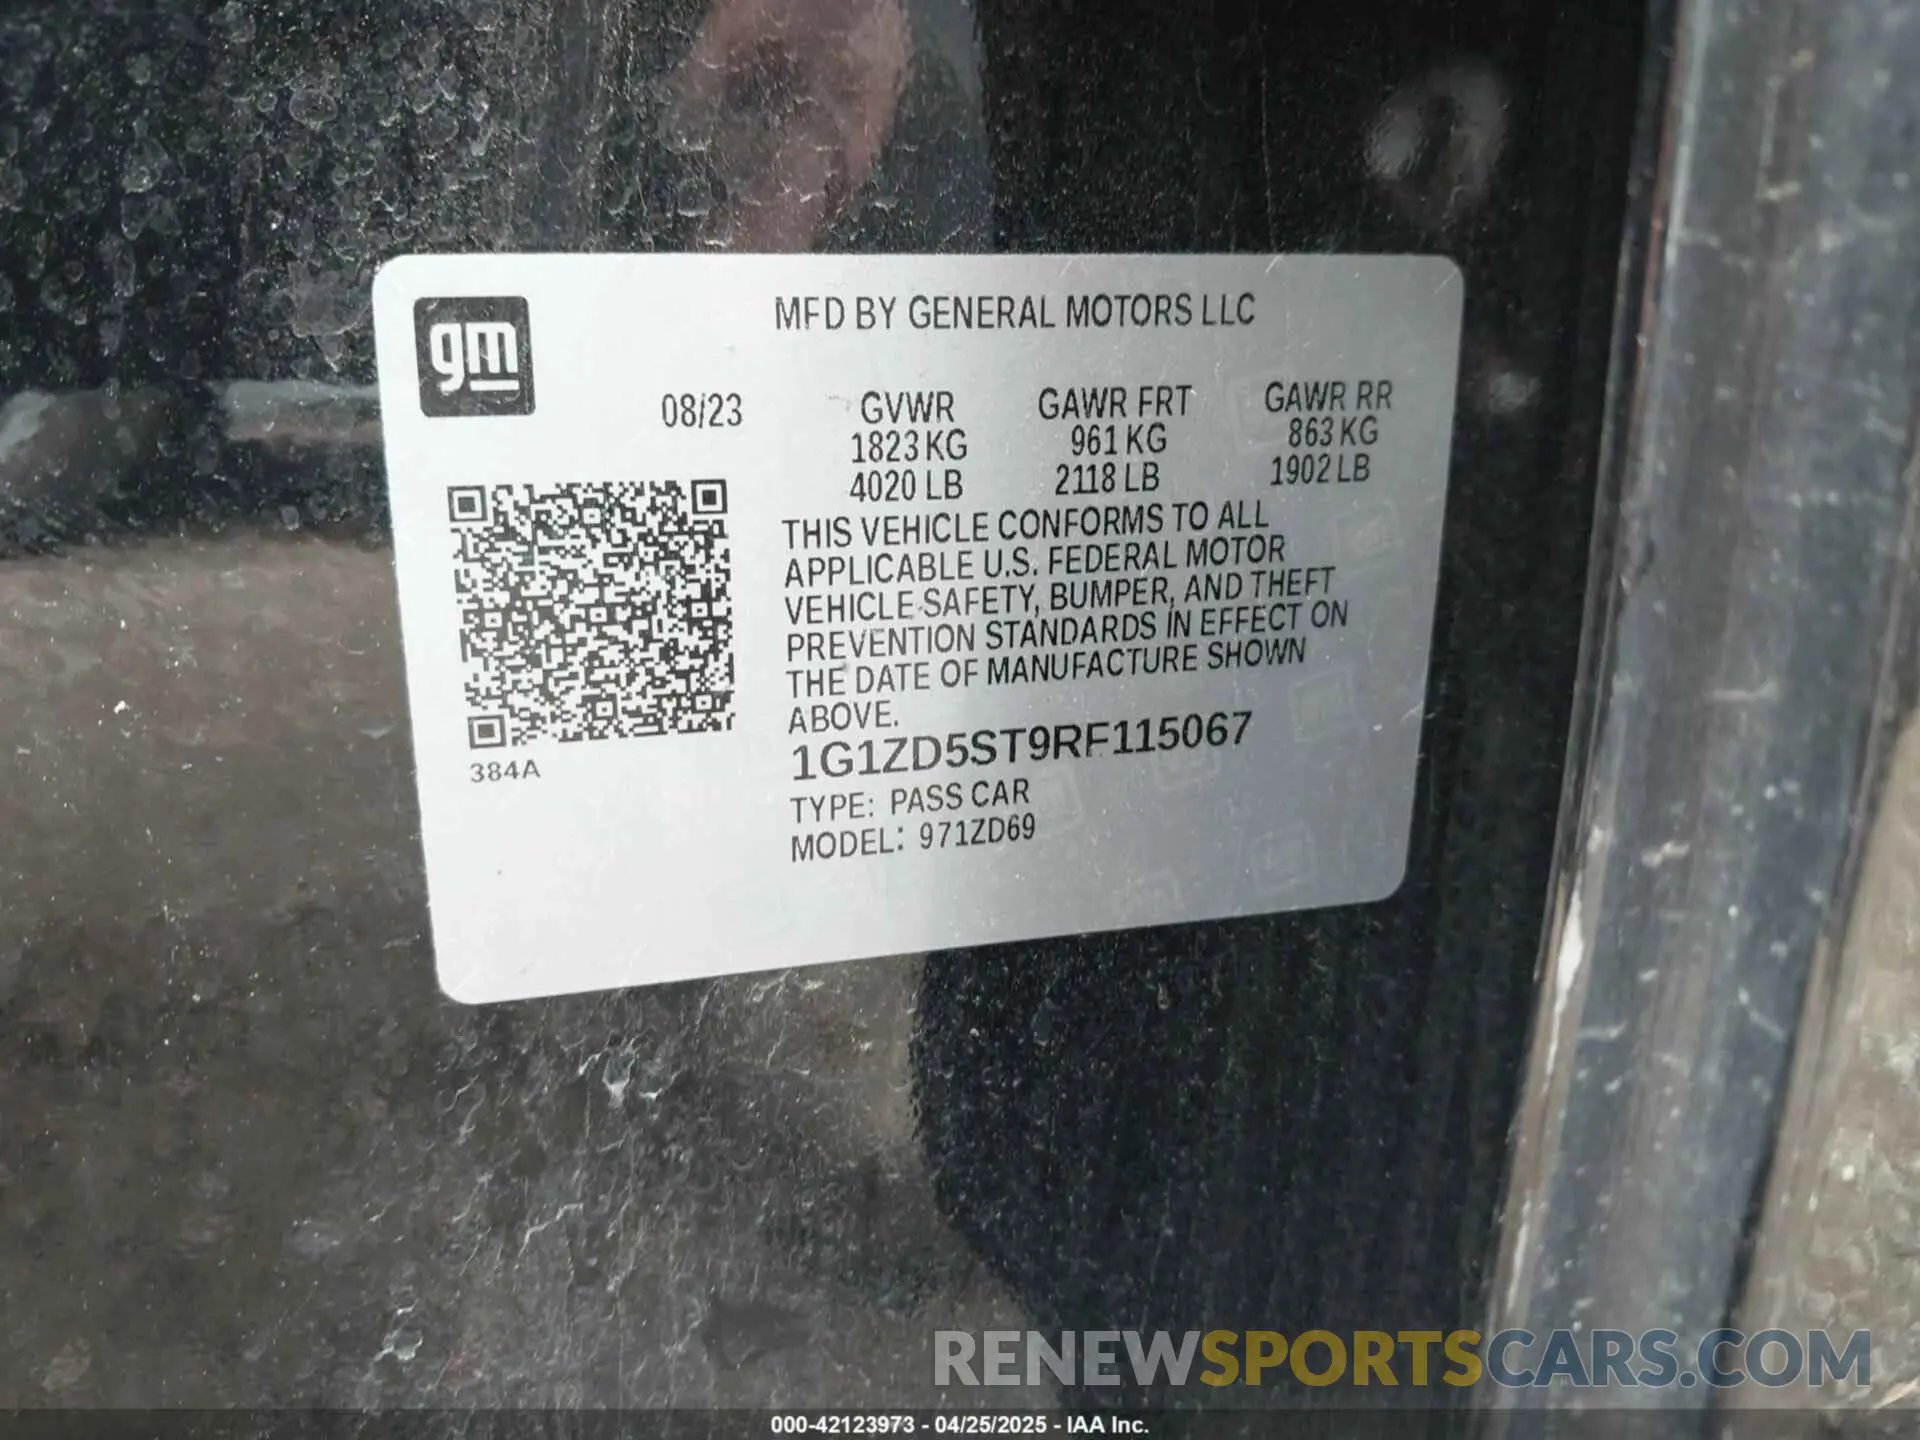 gm
MFD BY GENERAL MOTORS LLC
08/23
GVWR
1823 KG
4020 LB
GAWR FRT
961 KG
2118 LB
GAWR RR
863 KG
1902 LB
THIS VEHICLE CONFORMS TO ALL
APPLICABLE U.S. FEDERAL MOTOR
VEHICLE SAFETY, BUMPER, AND THEFT
PREVENTION STANDARDS IN EFFECT ON
THE DATE OF MANUFACTURE SHOWN
ABOVE.
1G1ZD5ST9RF115067
TYPE: PASS CAR
MODEL: 971ZD69
384A
RENEWSPORTSCARS.COM
000-42123973 - 04/25/2025 - IAA Inc.